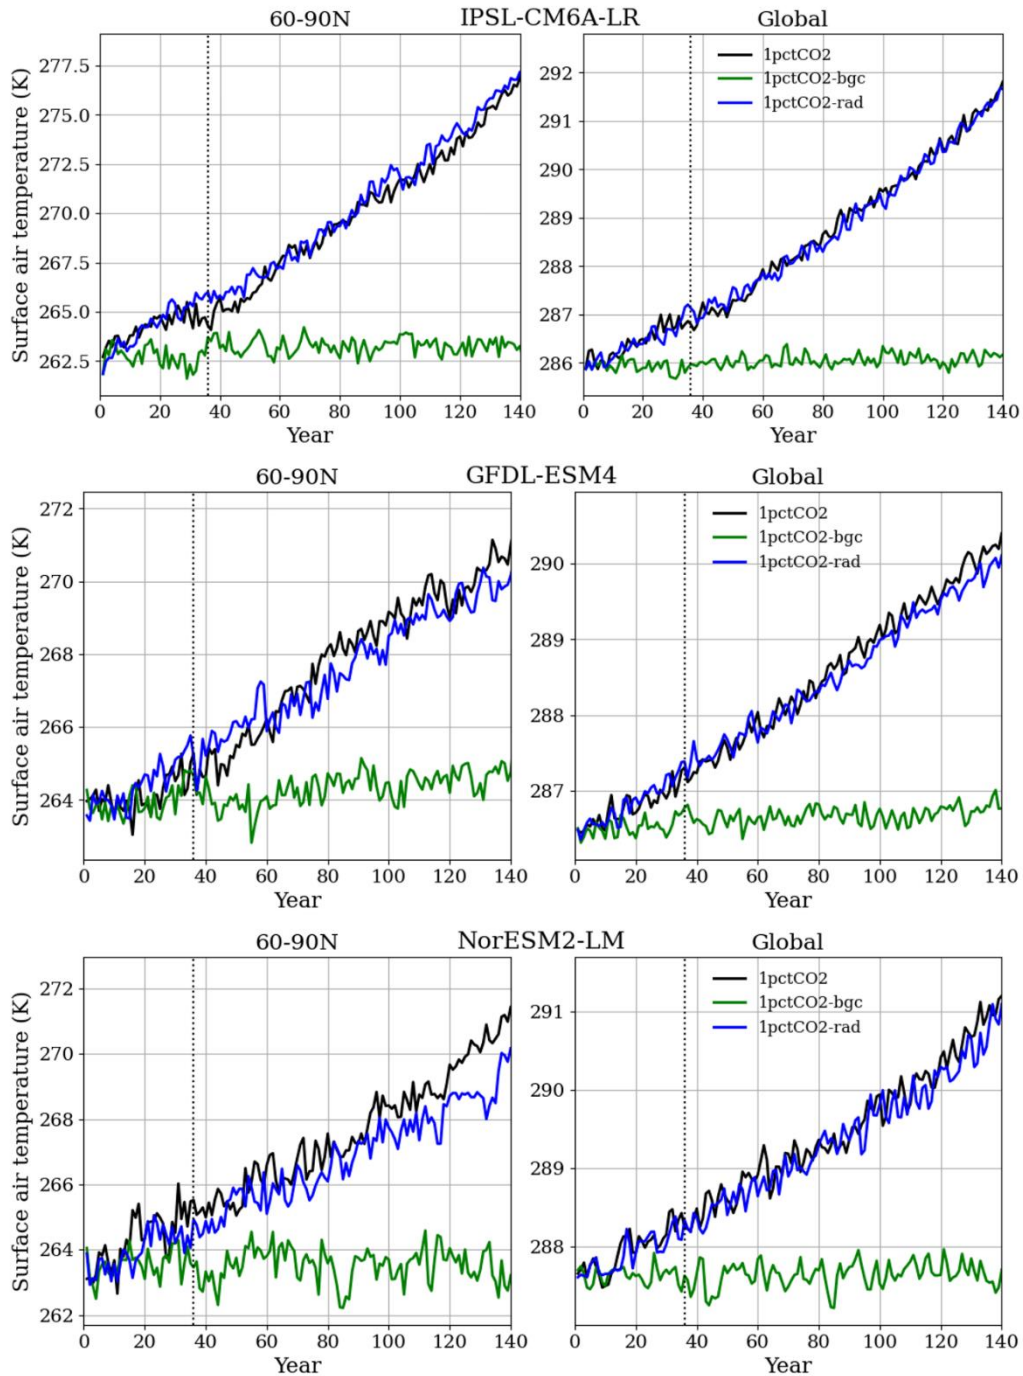 60-90N IPSL-CM6A-LR Global
Surface air temperature (K)
277.5
275.0
272.5
270.0
267.5
265.0
262.5
0 20 40 60 80 100 120 140
Year
1pctCO2
1pctCO2-bgc
1pctCO2-rad
292
291
290
289
288
287
286
0 20 40 60 80 100 120 140
Year
60-90N GFDL-ESM4 Global
Surface air temperature (K)
272
270
268
266
264
0 20 40 60 80 100 120 140
Year
1pctCO2
1pctCO2-bgc
1pctCO2-rad
290
289
288
287
0 20 40 60 80 100 120 140
Year
60-90N NorESM2-LM Global
Surface air temperature (K)
272
270
268
266
264
262
0 20 40 60 80 100 120 140
Year
1pctCO2
1pctCO2-bgc
1pctCO2-rad
291
290
289
288
0 20 40 60 80 100 120 140
Year